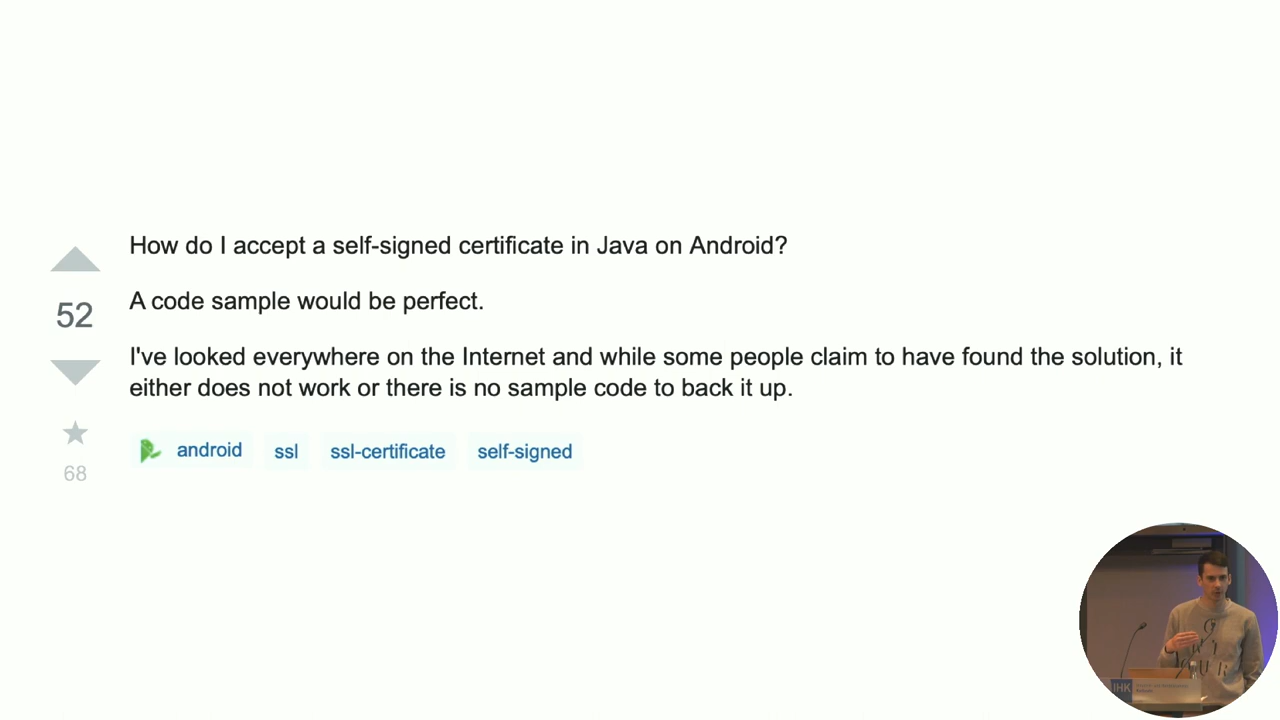 How do I accept a self-signed certificate in Java on Android?
52
A code sample would be perfect.
I've looked everywhere on the Internet and while some people claim to have found the solution, it
either does not work or there is no sample code to back it up.
android ssl ssl-certificate self-signed
68
IHK